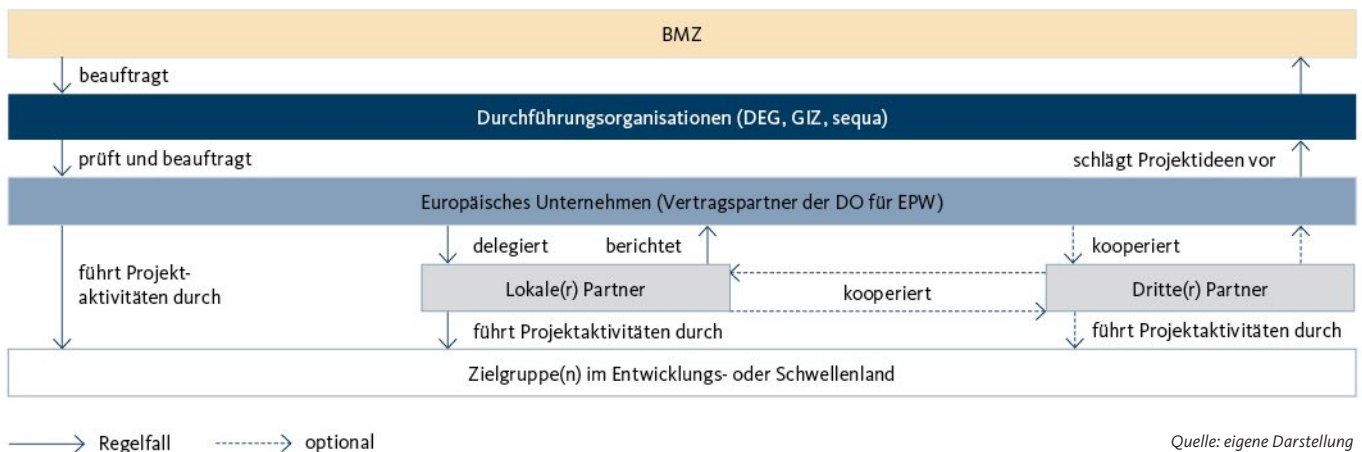 BMZ
beauftragt
Durchführungsorganisationen (DEG, GIZ, sequa)
prüft und beauftragt
schlägt Projektideen vor
Europäisches Unternehmen (Vertragspartner der DO für EPW)
führt Projekt-
aktivitäten durch
delegiert
berichtet
kooperiert
Lokale(r) Partner
kooperiert
Dritte(r) Partner
führt Projektaktivitäten durch
führt Projektaktivitäten durch
Zielgruppe(n) im Entwicklungs- oder Schwellenland
Regelfall
optional
Quelle: eigene Darstellung